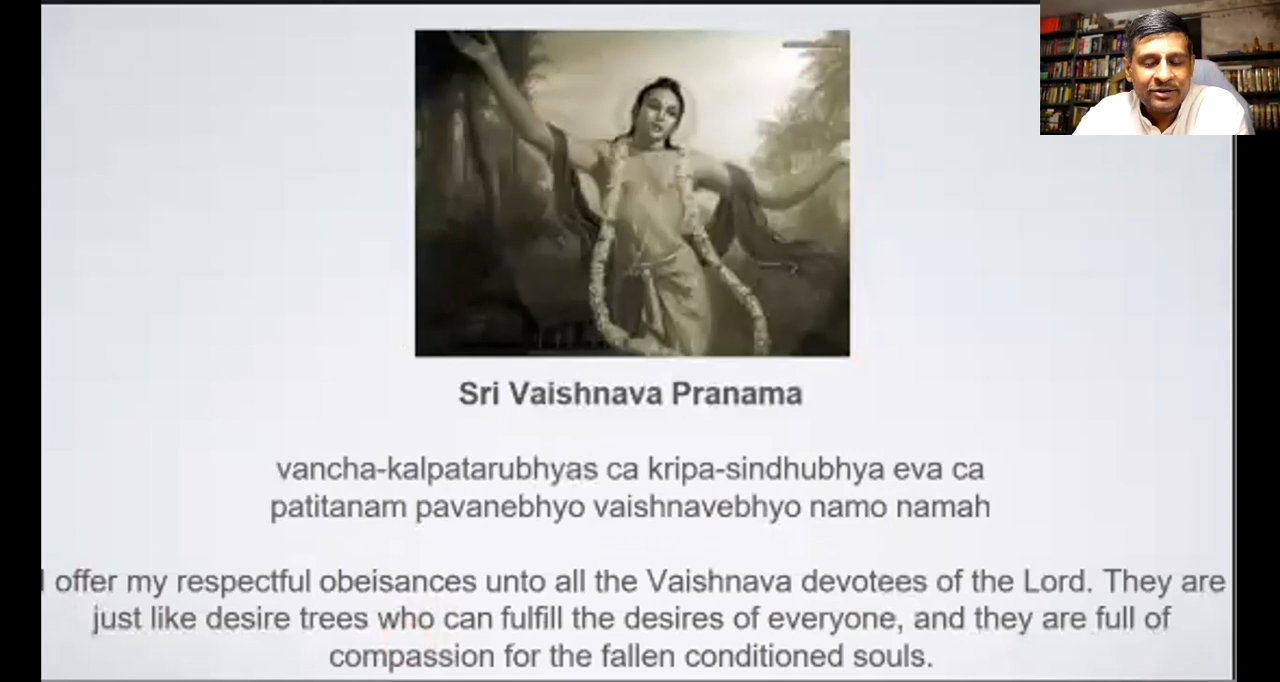 Sri Vaishnava Pranama
vancha-kalpatarubhyas ca kripa-sindhubhya eva ca
patitanam pavanebhyo vaishnavebhyo namo namah
I offer my respectful obeisances unto all the Vaishnava devotees of the Lord. They are
just like desire trees who can fulfill the desires of everyone, and they are full of
compassion for the fallen conditioned souls.